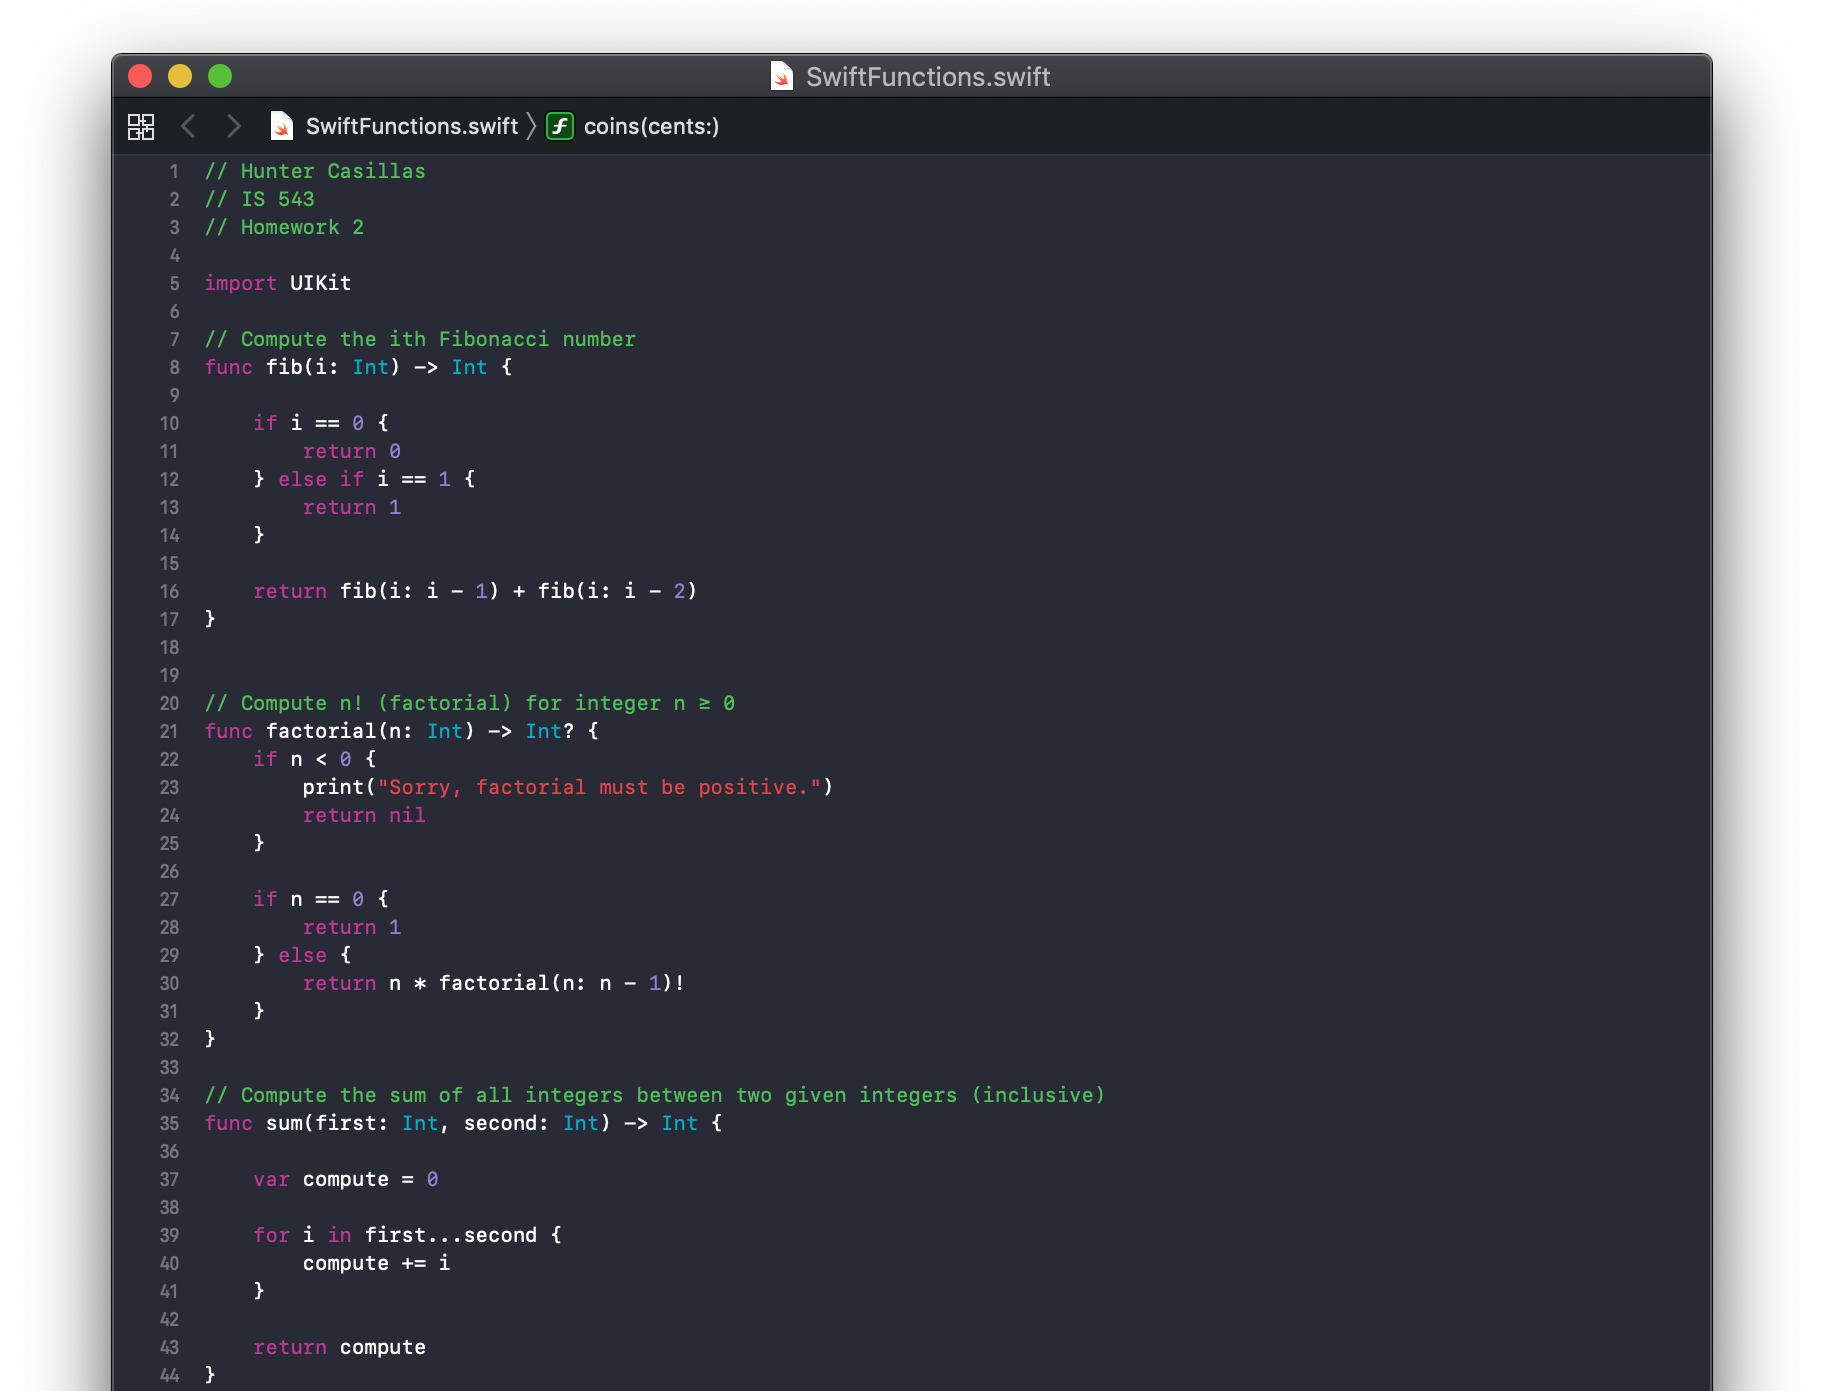 SwiftFunctions.swift
SwiftFunctions.swift 〉 f coins(cents:)
1 // Hunter Casillas
2 // IS 543
3 // Homework 2
4
5 import UIKit
6
7 // Compute the ith Fibonacci number
8 func fib(i: Int) -> Int {
9
10     if i == 0 {
11         return 0
12     } else if i == 1 {
13         return 1
14     }
15
16     return fib(i: i - 1) + fib(i: i - 2)
17 }
18
19
20 // Compute n! (factorial) for integer n ≥ 0
21 func factorial(n: Int) -> Int? {
22     if n < 0 {
23         print("Sorry, factorial must be positive.")
24         return nil
25     }
26
27     if n == 0 {
28         return 1
29     } else {
30         return n * factorial(n: n - 1)!
31     }
32 }
33
34 // Compute the sum of all integers between two given integers (inclusive)
35 func sum(first: Int, second: Int) -> Int {
36
37     var compute = 0
38
39     for i in first...second {
40         compute += i
41     }
42
43     return compute
44 }